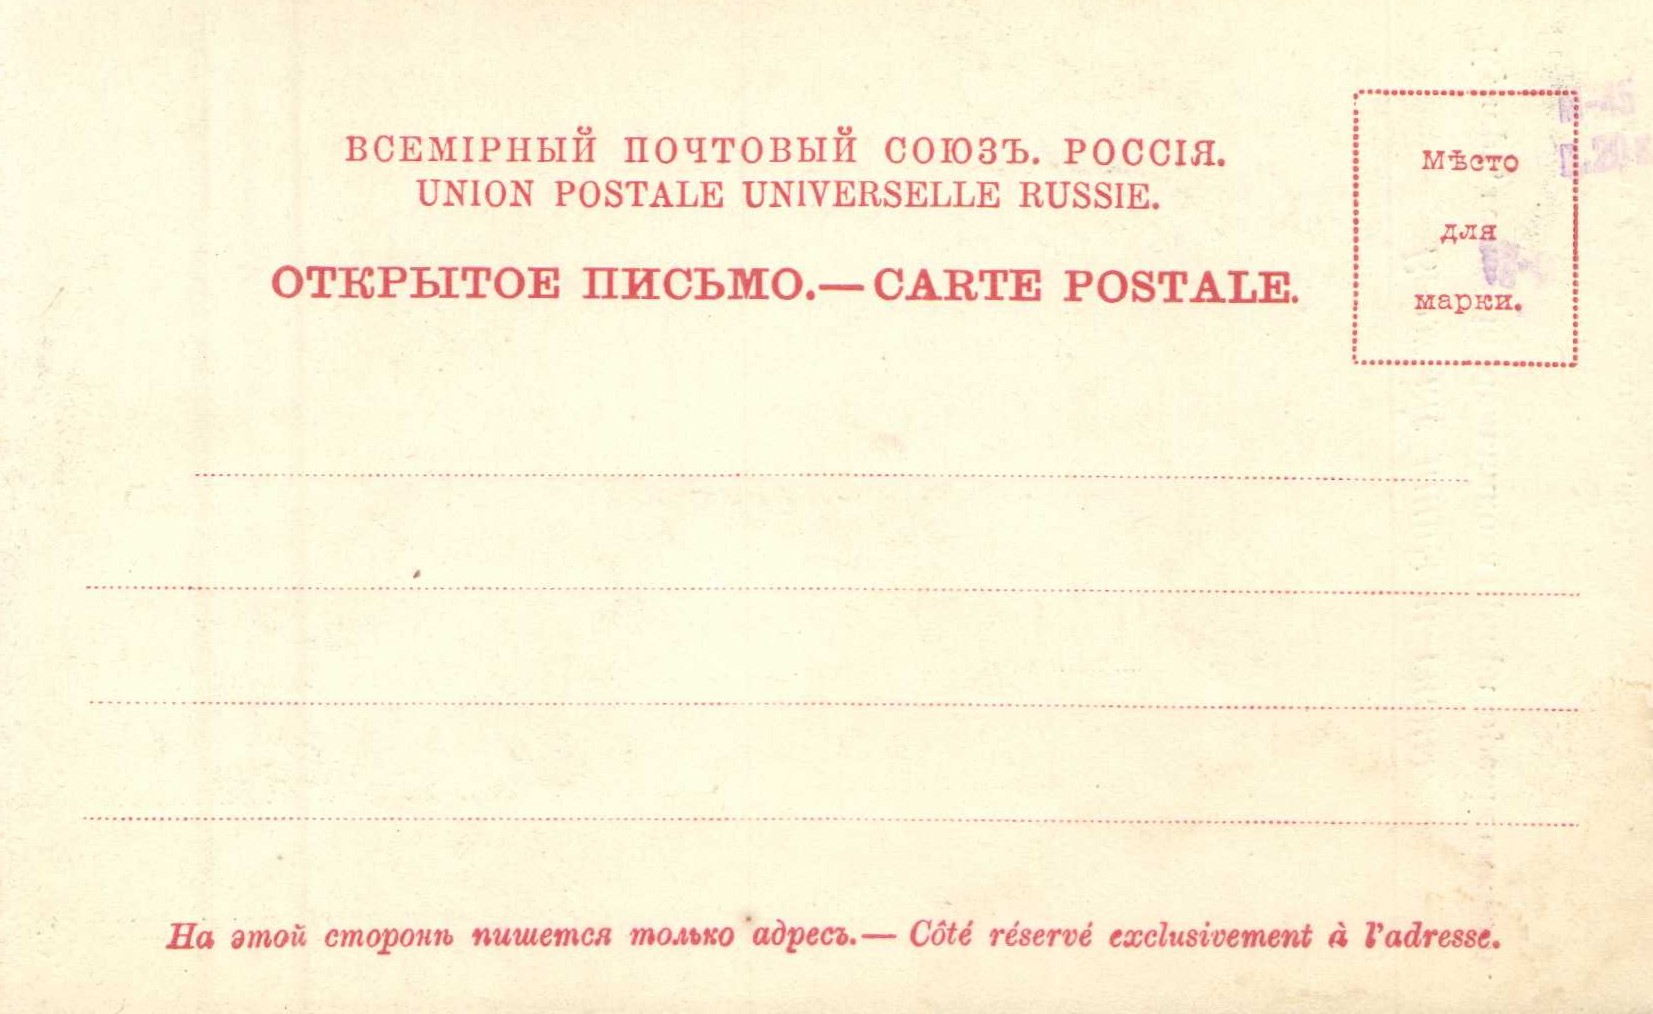 ВСЕМІРНЫЙ ПОЧТОВЫЙ СОЮЗЪ. РОССІЯ.
UNION POSTALE UNIVERSELLE RUSSIE.
ОТКРЫТОЕ ПИСЬМО.—CARTE POSTALE.
Мѣсто
для
марки.
На этой сторонѣ пишется только адресъ.— Côté réservé exclusivement à l'adresse.